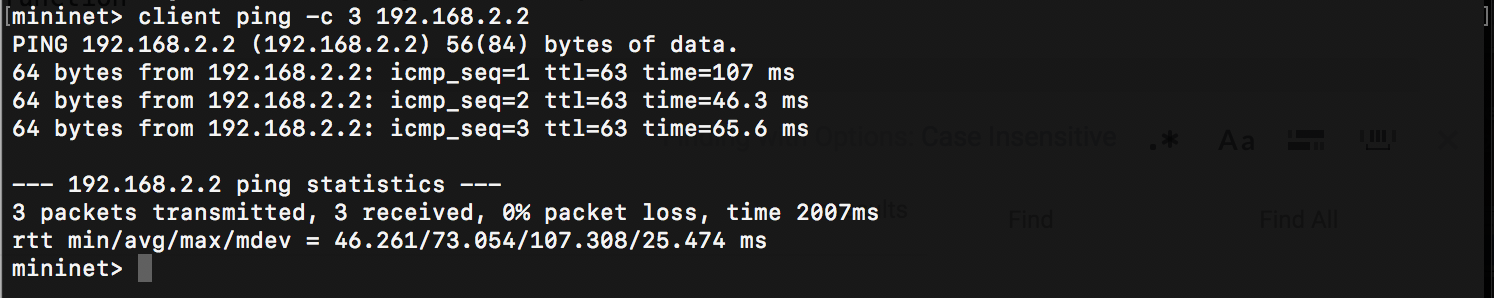 [mininet> client ping -c 3 192.168.2.2 ]
PING 192.168.2.2 (192.168.2.2) 56(84) bytes of data.
64 bytes from 192.168.2.2: icmp_seq=1 ttl=63 time=107 ms
64 bytes from 192.168.2.2: icmp_seq=2 ttl=63 time=46.3 ms
64 bytes from 192.168.2.2: icmp_seq=3 ttl=63 time=65.6 ms
Options: Case Insensitive
.* Aa
--- 192.168.2.2 ping statistics ---
3 packets transmitted, 3 received, 0% packet loss, time 2007ms
Find Find All
rtt min/avg/max/mdev = 46.261/73.054/107.308/25.474 ms
mininet>